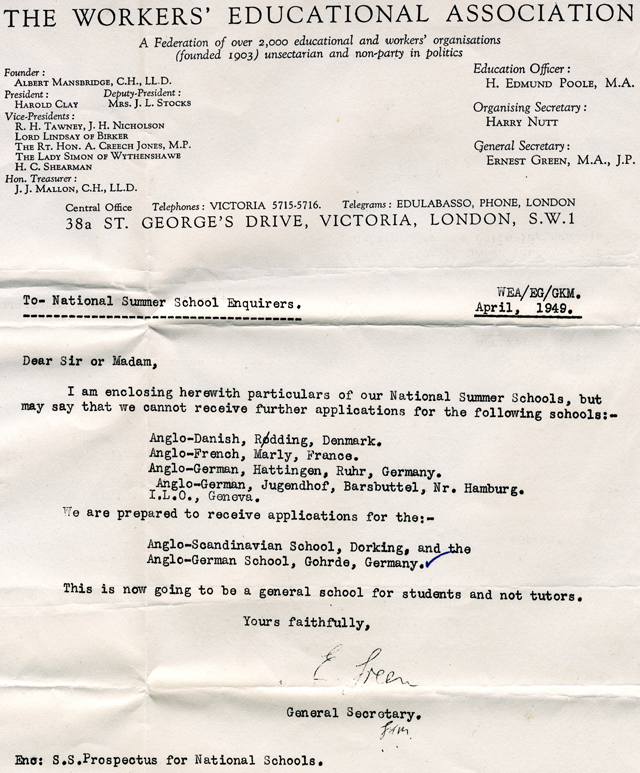 THE WORKERS' EDUCATIONAL ASSOCIATION
A Federation of over 2,000 educational and workers' organisations
(founded 1903) unsectarian and non-party in politics
Founder:
ALBERT MANSBRIDGE, C.H., LL.D.
President: Deputy-President:
HAROLD CLAY MRS. J. L. STOCKS
Vice-Presidents:
R. H. TAWNEY, J. H. NICHOLSON
LORD LINDSAY OF BIRKER
THE RT. HON. A. CREECH JONES, M.P.
THE LADY SIMON OF WYTHENSHAWE
H. C. SHEARMAN
Hon. Treasurer:
J. J. MALLON, C.H., LL.D.
Education Officer:
H. EDMUND POOLE, M.A.
Organising Secretary:
HARRY NUTT
General Secretary:
ERNEST GREEN, M.A., J.P.
Central Office Telephones: VICTORIA 5715-5716. Telegrams: EDULABASSO, PHONE, LONDON
38a ST. GEORGE'S DRIVE, VICTORIA, LONDON, S.W.1
WEA/EG/GKM.
To- National Summer School Enquirers. April, 1949.
Dear Sir or Madam,
I am enclosing herewith particulars of our National Summer Schools, but
may say that we cannot receive further applications for the following schools:-
Anglo-Danish, Rødding, Denmark.
Anglo-French, Marly, France.
Anglo-German, Hattingen, Ruhr, Germany.
Anglo-German, Jugendhof, Barsbuttel, Nr. Hamburg.
I.L.O., Geneva.
We are prepared to receive applications for the:-
Anglo-Scandinavian School, Dorking, and the
Anglo-German School, Gohrde, Germany.✓
This is now going to be a general school for students and not tutors.
Yours faithfully,
E Green
General Secretary.
Enc: S.S.Prospectus for National Schools.